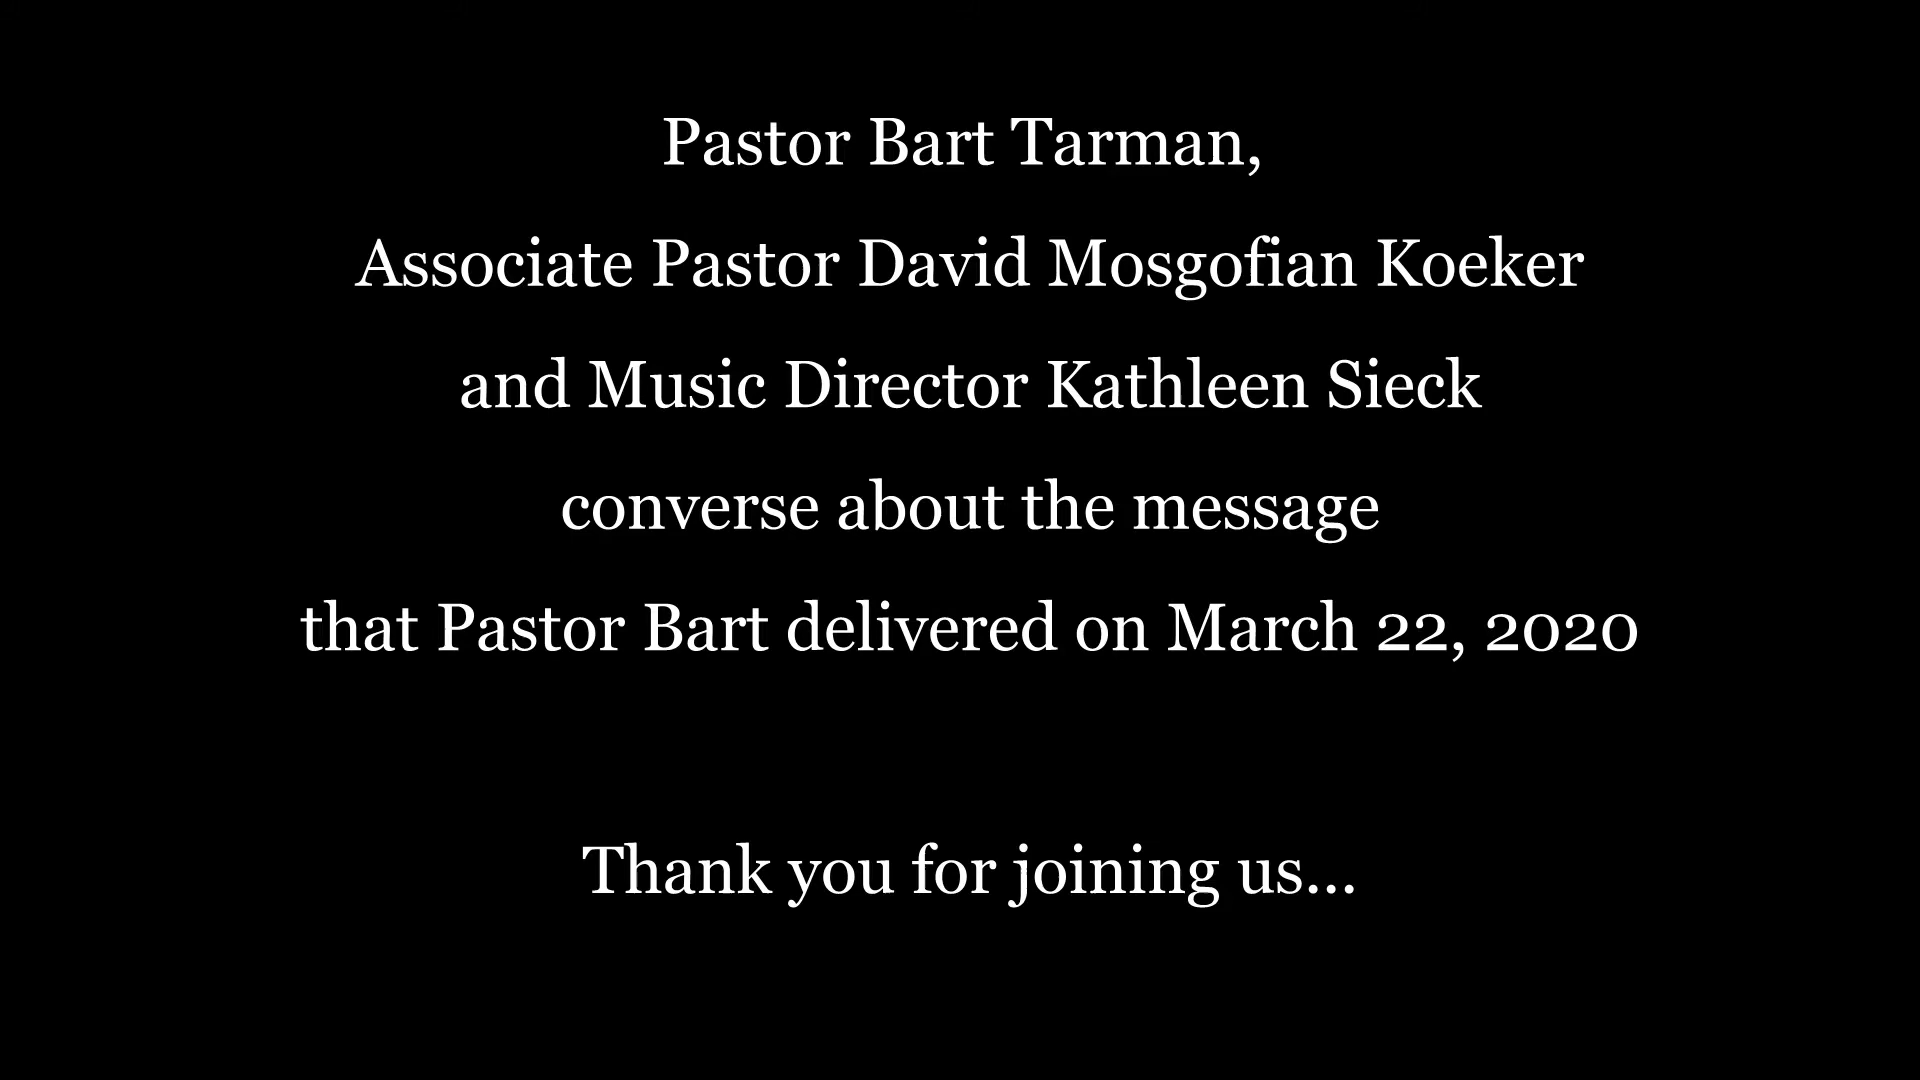 Pastor Bart Tarman,
Associate Pastor David Mosgofian Koeker
and Music Director Kathleen Sieck
converse about the message
that Pastor Bart delivered on March 22, 2020
Thank you for joining us...